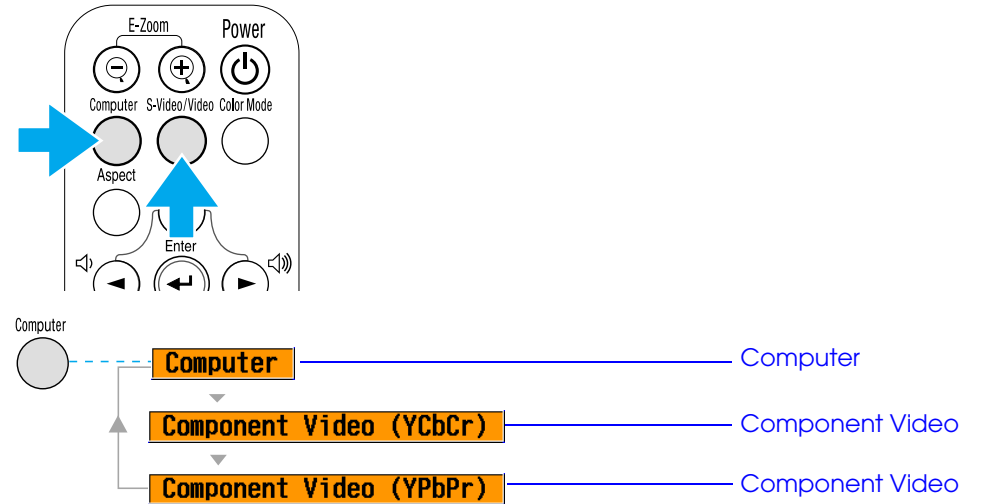 E-Zoom Power
Computer S-Video/Video Color Mode
Aspect
Enter
Computer
Computer Computer
Component Video (YCbCr) Component Video
Component Video (YPbPr) Component Video